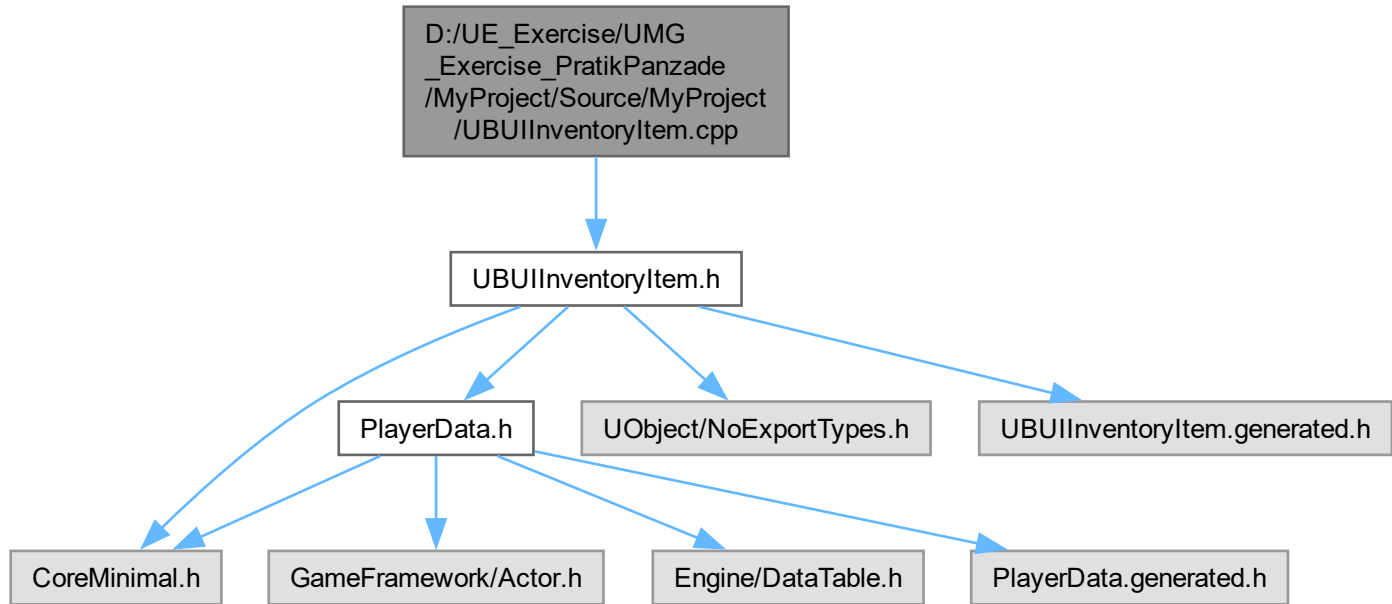 D:/UE_Exercise/UMG
_Exercise_PratikPanzade
/MyProject/Source/MyProject
/UBUIInventoryItem.cpp
UBUIInventoryItem.h
PlayerData.h
UObject/NoExportTypes.h
UBUIInventoryItem.generated.h
CoreMinimal.h
GameFramework/Actor.h
Engine/DataTable.h
PlayerData.generated.h